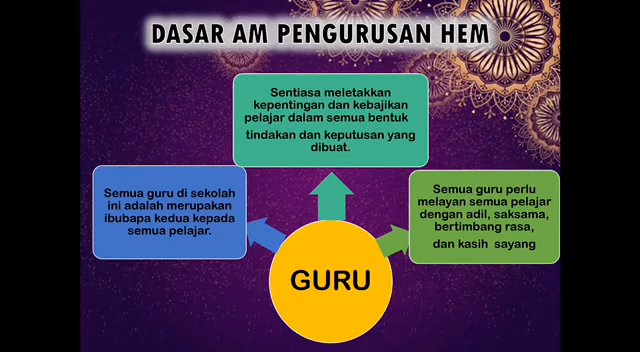 DASAR AM PENGURUSAN HEM
Sentiasa meletakkan
kepentingan dan kebajikan
pelajar dalam semua bentuk
tindakan dan keputusan yang
dibuat.
Semua guru di sekolah
ini adalah merupakan
ibubapa kedua kepada
semua pelajar.
Semua guru perlu
melayan semua pelajar
dengan adil, saksama,
bertimbang rasa,
dan kasih sayang
GURU